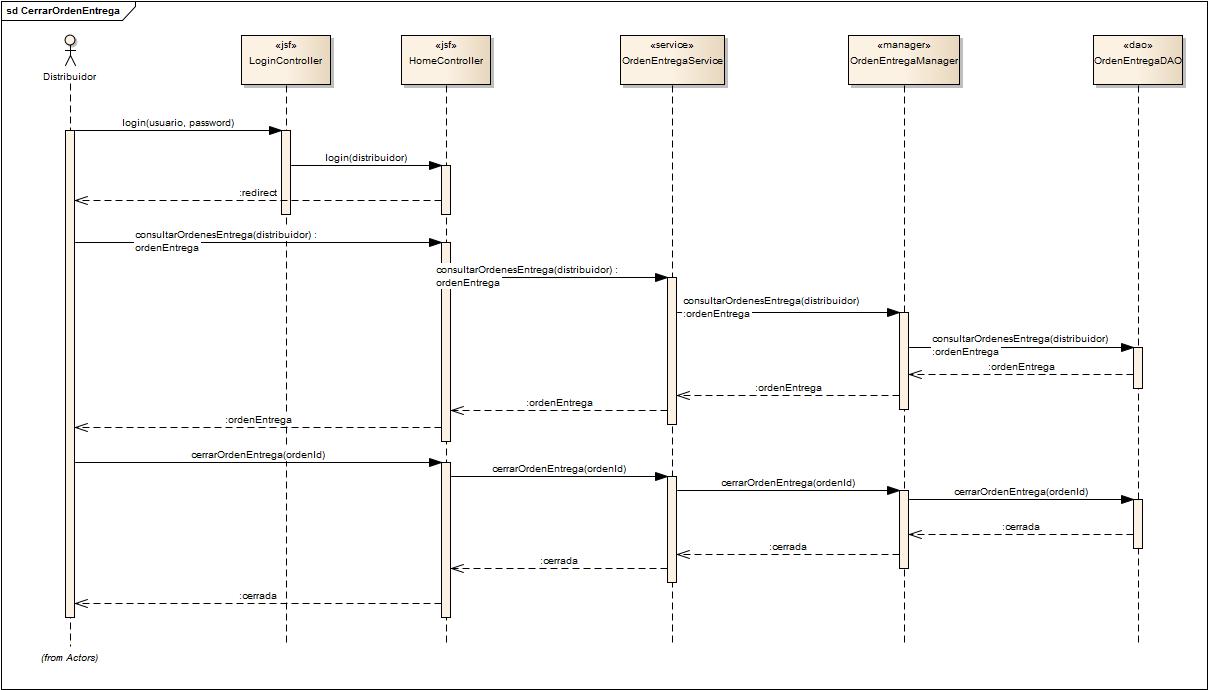 sd CerrarOrdenEntrega
Distribuidor
«jsf»
LoginController
«jsf»
HomeController
«service»
OrdenEntregaService
«manager»
OrdenEntregaManager
«dao»
OrdenEntregaDAO
login(usuario, password)
login(distribuidor)
:redirect
consultarOrdenesEntrega(distribuidor) :
ordenEntrega
consultarOrdenesEntrega(distribuidor) :
ordenEntrega
consultarOrdenesEntrega(distribuidor)
:ordenEntrega
consultarOrdenesEntrega(distribuidor)
:ordenEntrega
:ordenEntrega
:ordenEntrega
:ordenEntrega
:ordenEntrega
cerrarOrdenEntrega(ordenId)
cerrarOrdenEntrega(ordenId)
cerrarOrdenEntrega(ordenId)
cerrarOrdenEntrega(ordenId)
:cerrada
:cerrada
:cerrada
:cerrada
(from Actors)